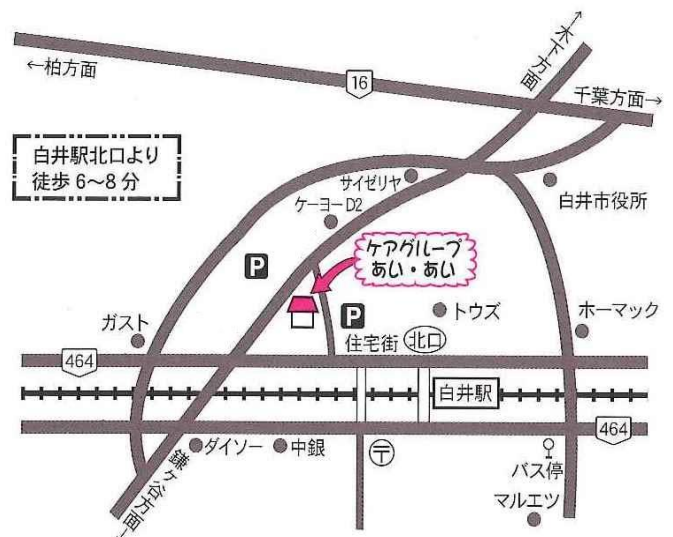 ←柏方面
16
木下方面→
千葉方面→
白井駅北口より
徒歩 6〜8 分
サイゼリヤ
ケーヨーD2
白井市役所
P
ケアグループ
あい・あい
P
トウズ
ホーマック
ガスト
住宅街
北口
464
白井駅
464
ダイソー
中銀
〒
バス停
鎌ヶ谷方面→
マルエツ